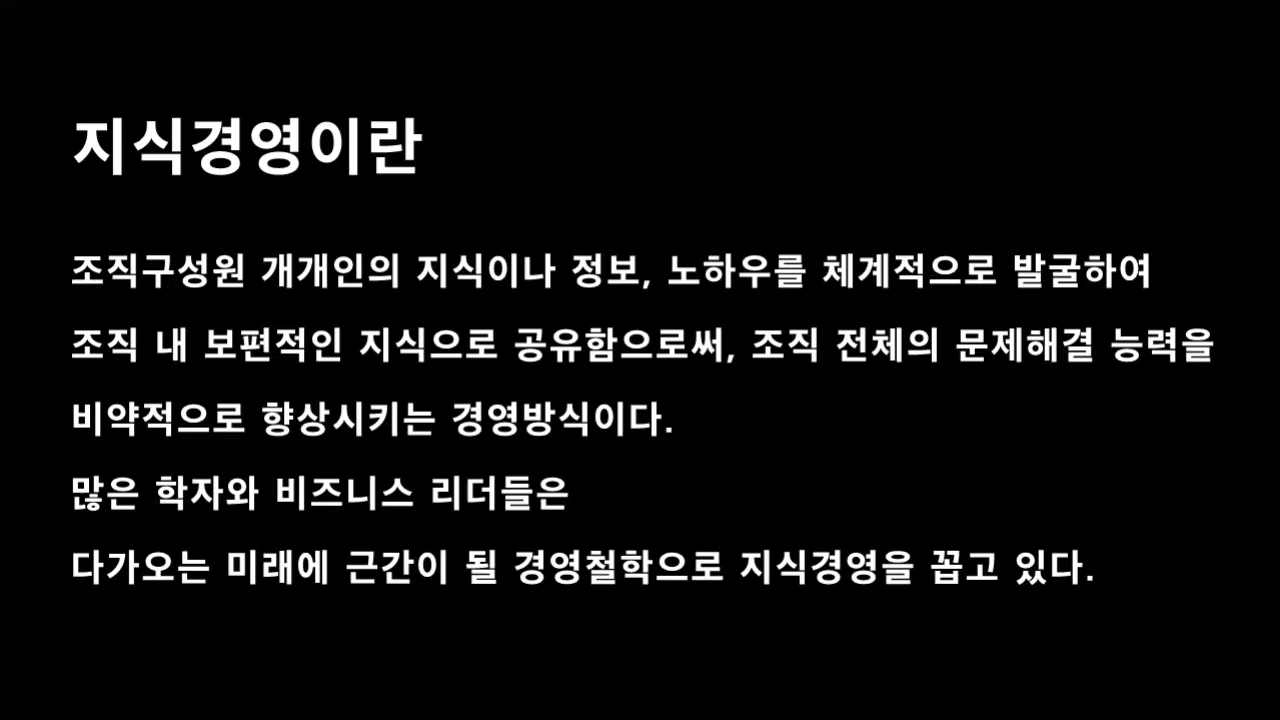 지식경영이란
조직구성원 개개인의 지식이나 정보, 노하우를 체계적으로 발굴하여
조직 내 보편적인 지식으로 공유함으로써, 조직 전체의 문제해결 능력을
비약적으로 향상시키는 경영방식이다.
많은 학자와 비즈니스 리더들은
다가오는 미래에 근간이 될 경영철학으로 지식경영을 꼽고 있다.